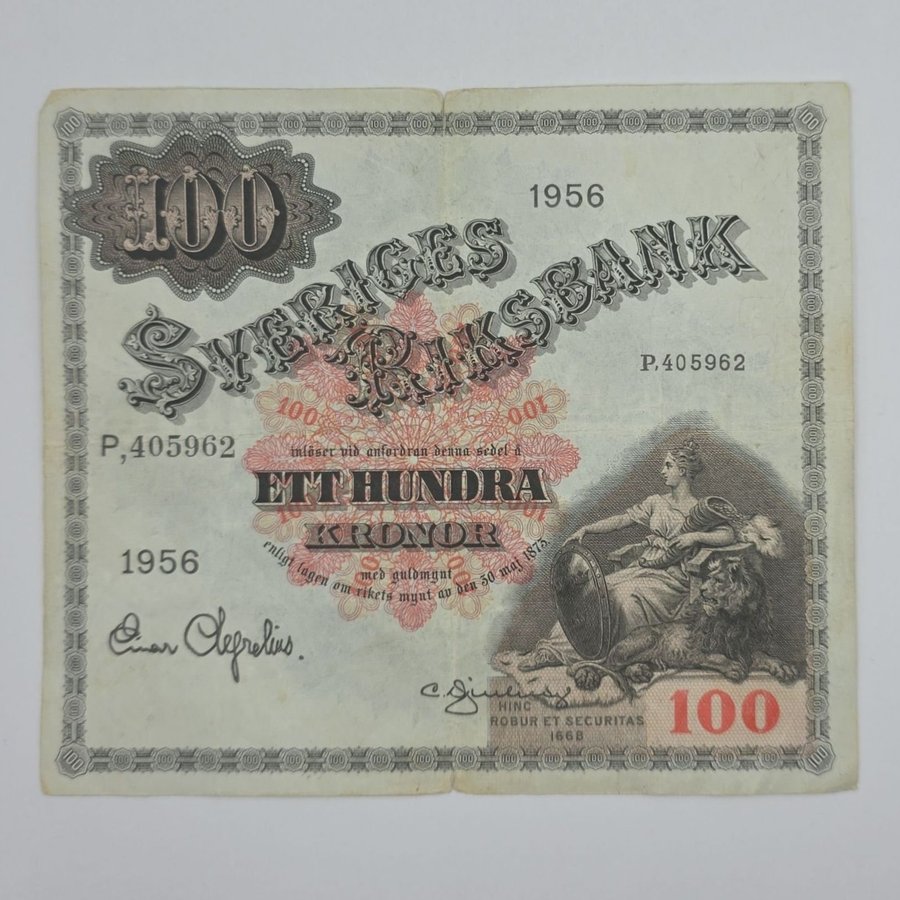 100
1956
SVERIGES
RIKSBANK
P,405962
100 100
P,405962
inlöser vid anfordran denna sedel å
ETT HUNDRA
KRONOR
med guldmynt
enligt lagen om rikets mynt av den 30 maj 1873.
1956
HINC
ROBUR ET SECURITAS
1668
100